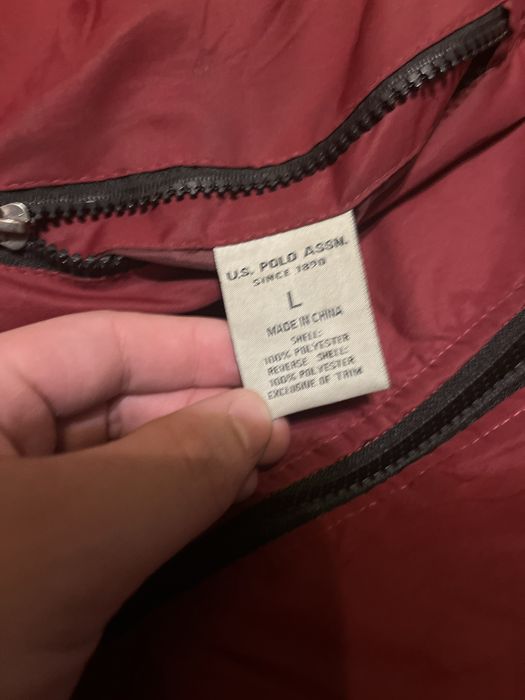 U.S. POLO ASSN.
SINCE 1890
L
MADE IN CHINA
SHELL:
100% POLYESTER
REVERSE SHELL:
100% POLYESTER
EXCLUSIVE OF TRIM